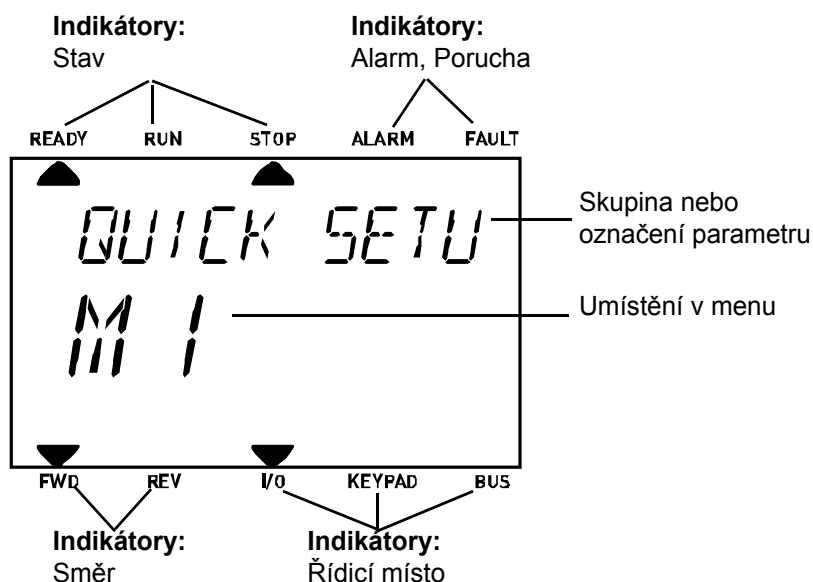 Indikátory:
Stav
Indikátory:
Alarm, Porucha
READY RUN STOP ALARM FAULT
QUICK SETU
Skupina nebo
označení parametru
M 1
Umístění v menu
FWD REV I/O KEYPAD BUS
Indikátory:
Směr
Indikátory:
Řídicí místo